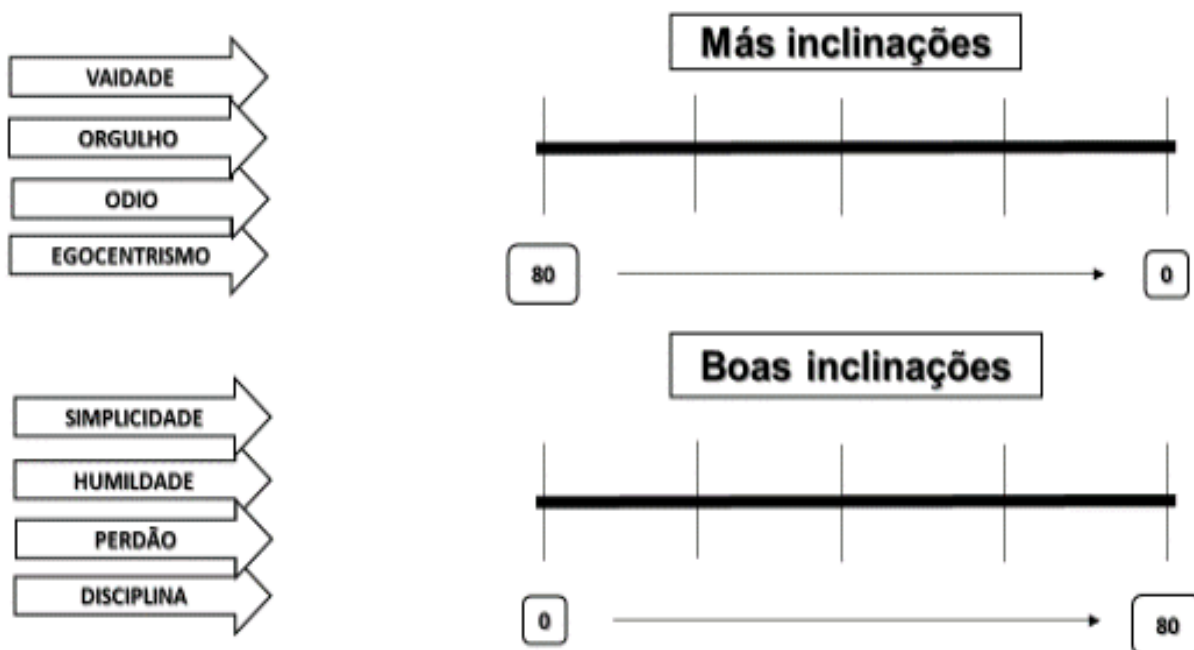 Más inclinações
VAIDADE
ORGULHO
ODIO
EGOCENTRISMO
80
0
Boas inclinações
SIMPLICIDADE
HUMILDADE
PERDÃO
DISCIPLINA
0
80